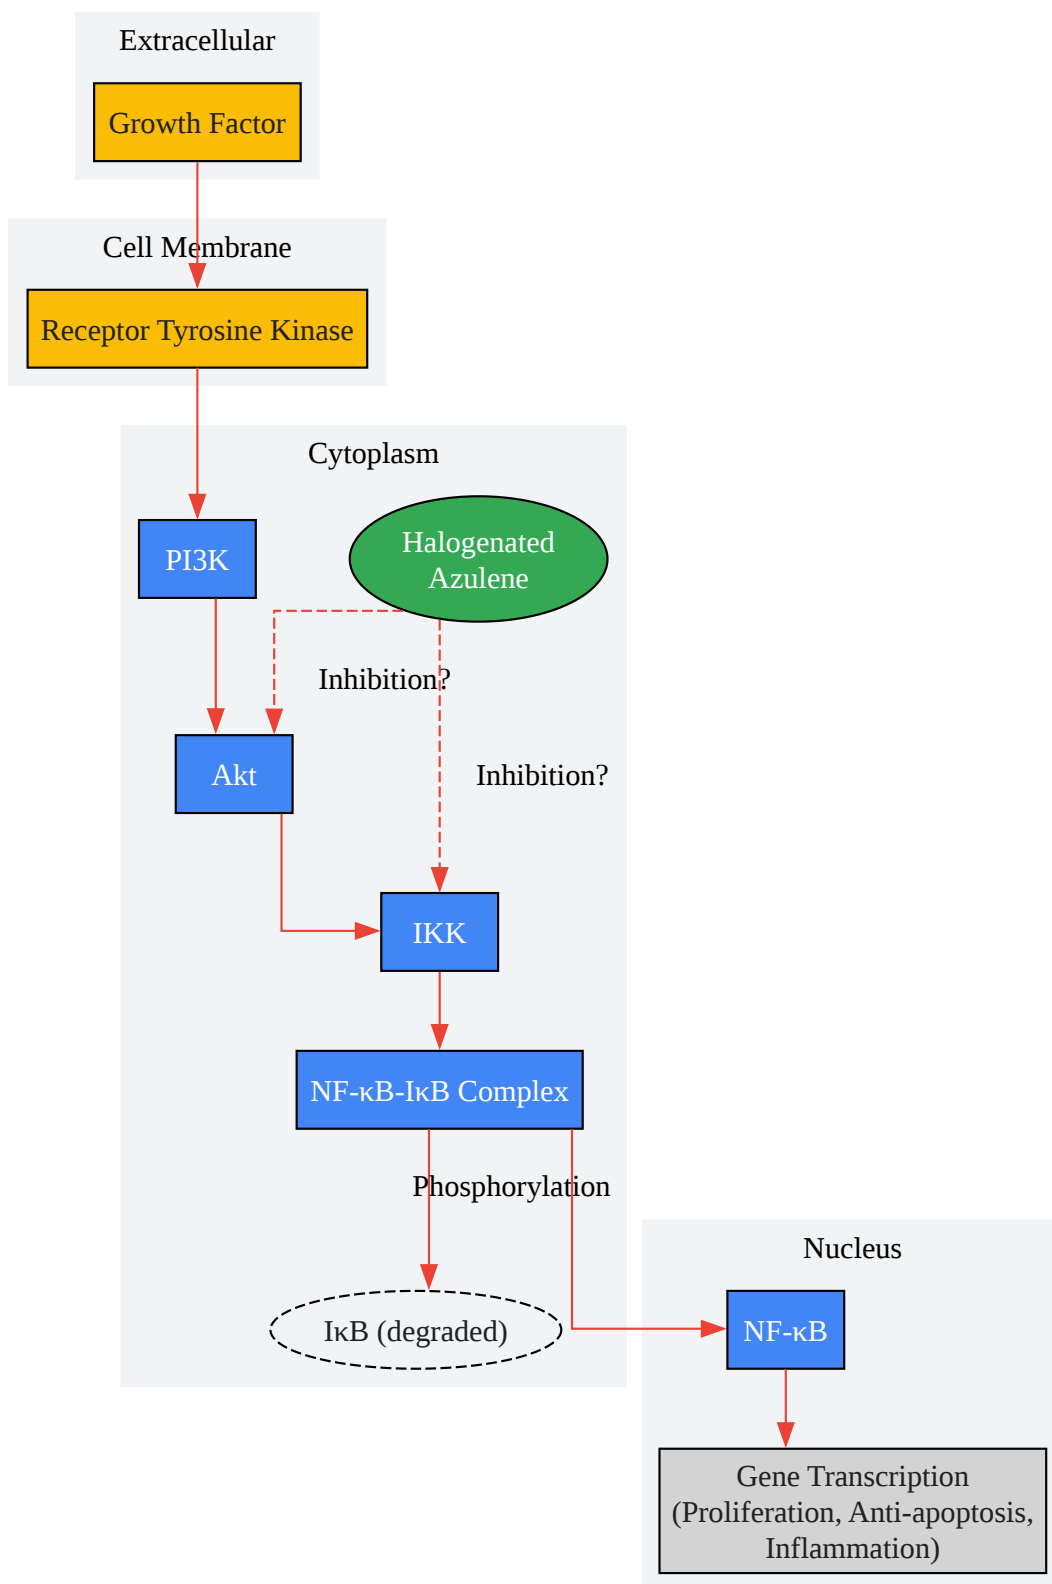 Extracellular
Growth Factor
Cell Membrane
Receptor Tyrosine Kinase
Cytoplasm
PI3K
Halogenated
Azulene
Inhibition?
Inhibition?
Akt
IKK
NF-κB-IκB Complex
Phosphorylation
IκB (degraded)
Nucleus
NF-κB
Gene Transcription
(Proliferation, Anti-apoptosis,
Inflammation)